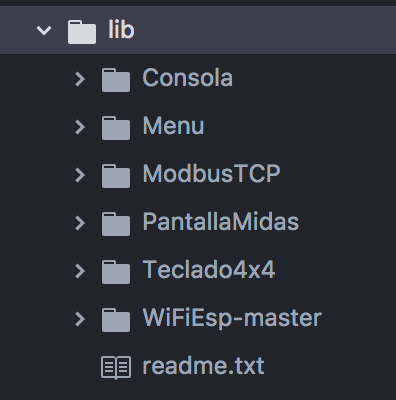 lib
Consola
Menu
ModbusTCP
PantallaMidas
Teclado4x4
WiFiEsp-master
readme.txt